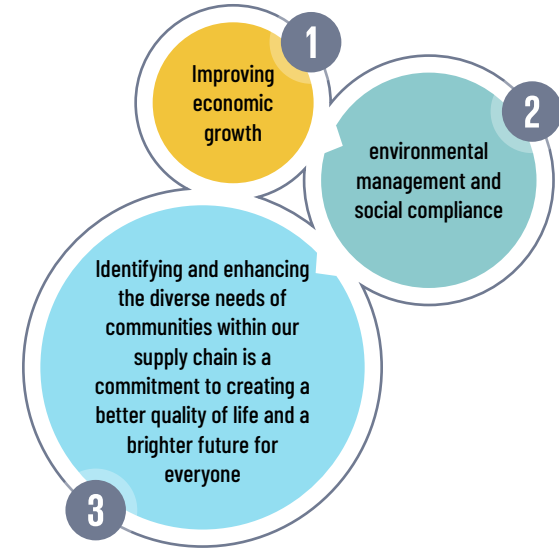 1
Improving
economic
growth
2
environmental
management and
social compliance
Identifying and enhancing
the diverse needs of
communities within our
supply chain is a
commitment to creating a
better quality of life and a
brighter future for
everyone
3